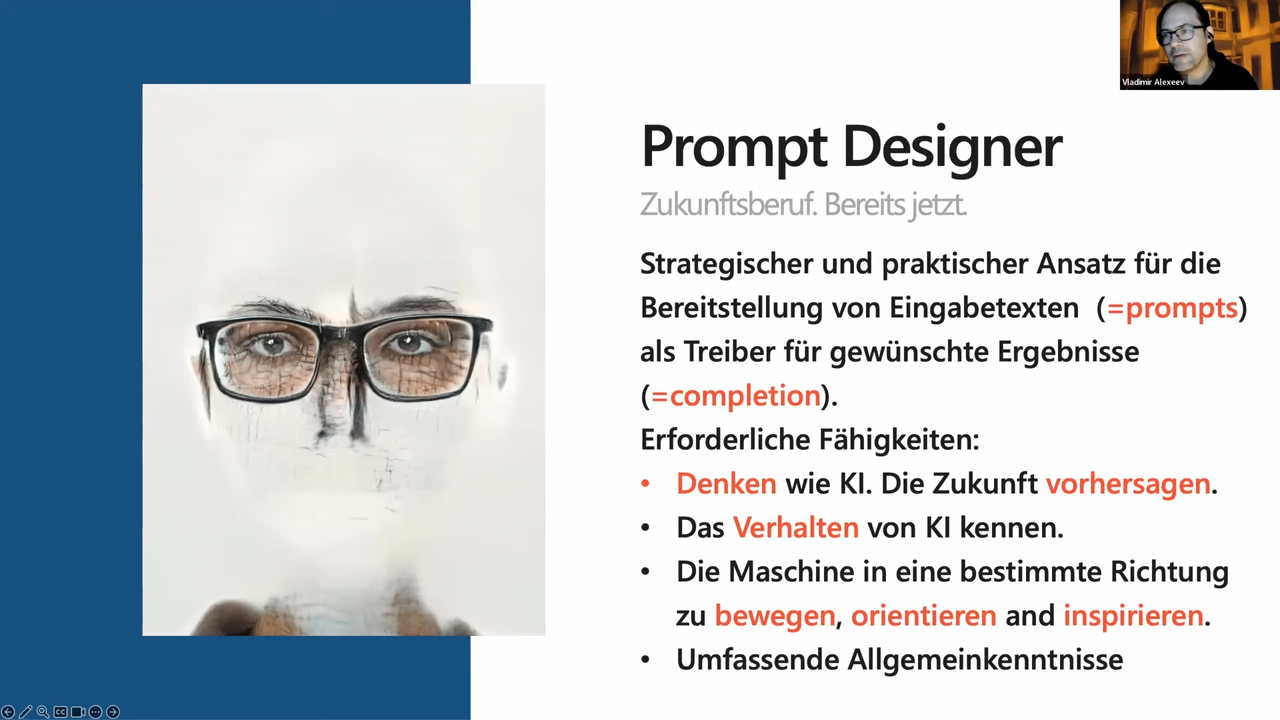 Vladimir Alexeev
Prompt Designer
Zukunftsberuf. Bereits jetzt.
Strategischer und praktischer Ansatz für die
Bereitstellung von Eingabetexten (=prompts)
als Treiber für gewünschte Ergebnisse
(=completion).
Erforderliche Fähigkeiten:
• Denken wie KI. Die Zukunft vorhersagen.
• Das Verhalten von KI kennen.
• Die Maschine in eine bestimmte Richtung
zu bewegen, orientieren and inspirieren.
• Umfassende Allgemeinkenntnisse
CC